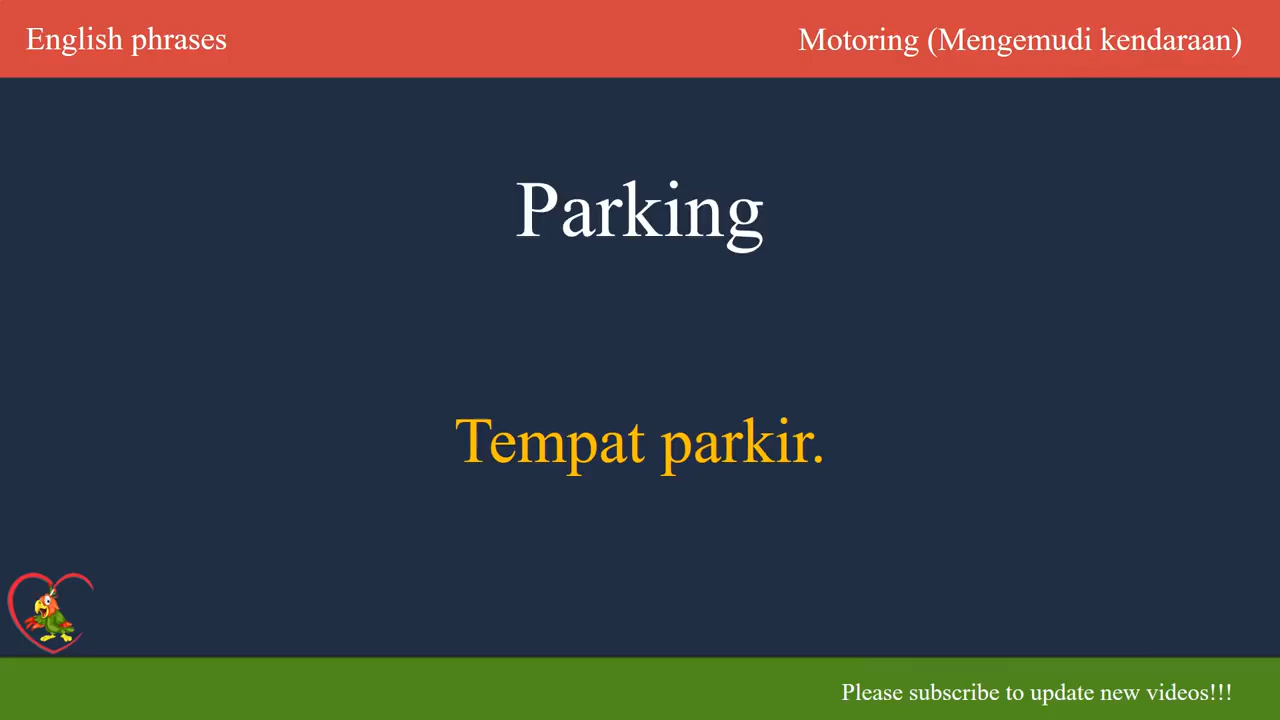 English phrases
Motoring (Mengemudi kendaraan)
Parking
Tempat parkir.
Please subscribe to update new videos!!!